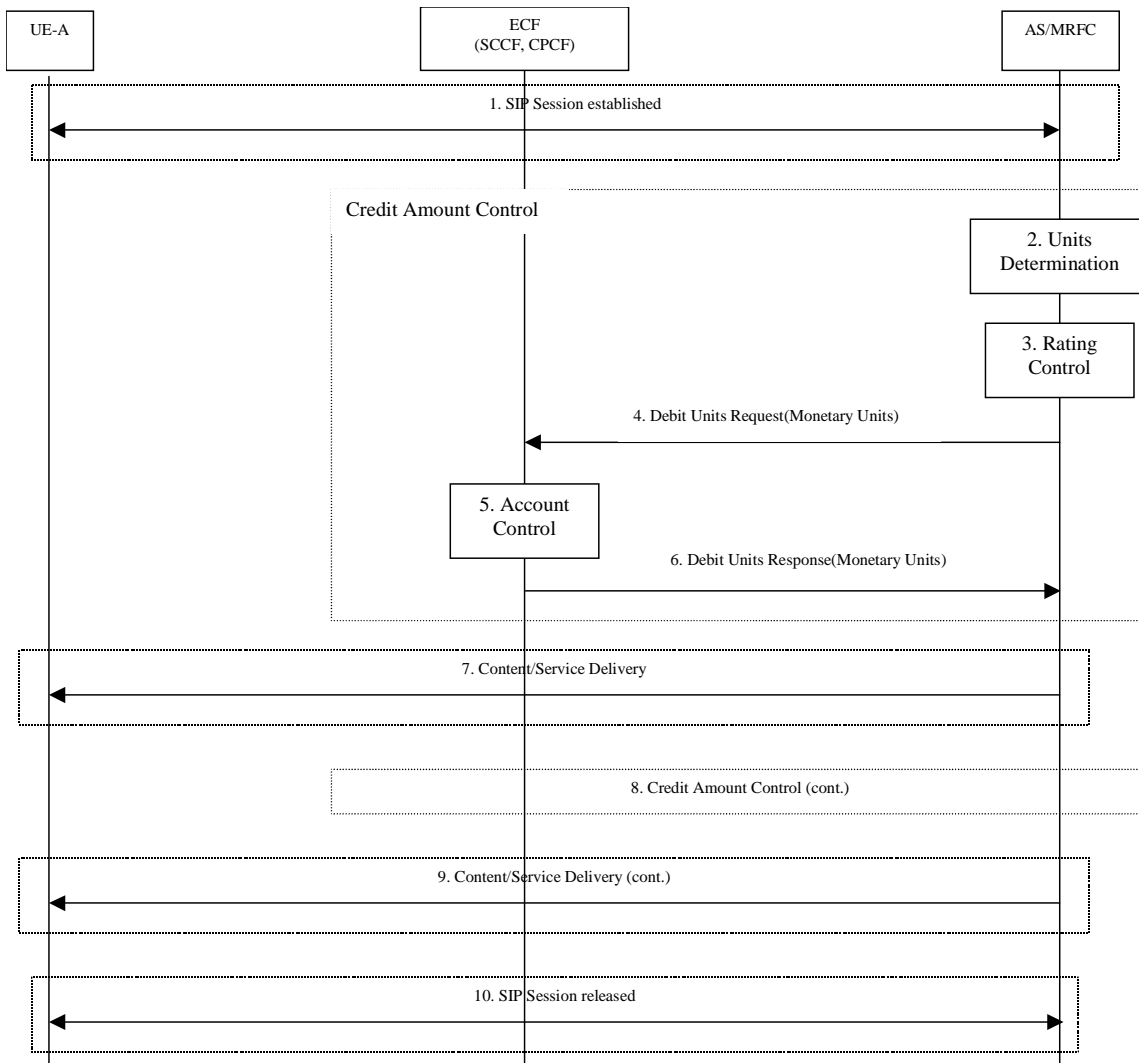 UE-A
ECF
(SCCF, CPCF)
AS/MRFC
1. SIP Session established
Credit Amount Control
2. Units
Determination
3. Rating
Control
4. Debit Units Request(Monetary Units)
5. Account
Control
6. Debit Units Response(Monetary Units)
7. Content/Service Delivery
8. Credit Amount Control (cont.)
9. Content/Service Delivery (cont.)
10. SIP Session released